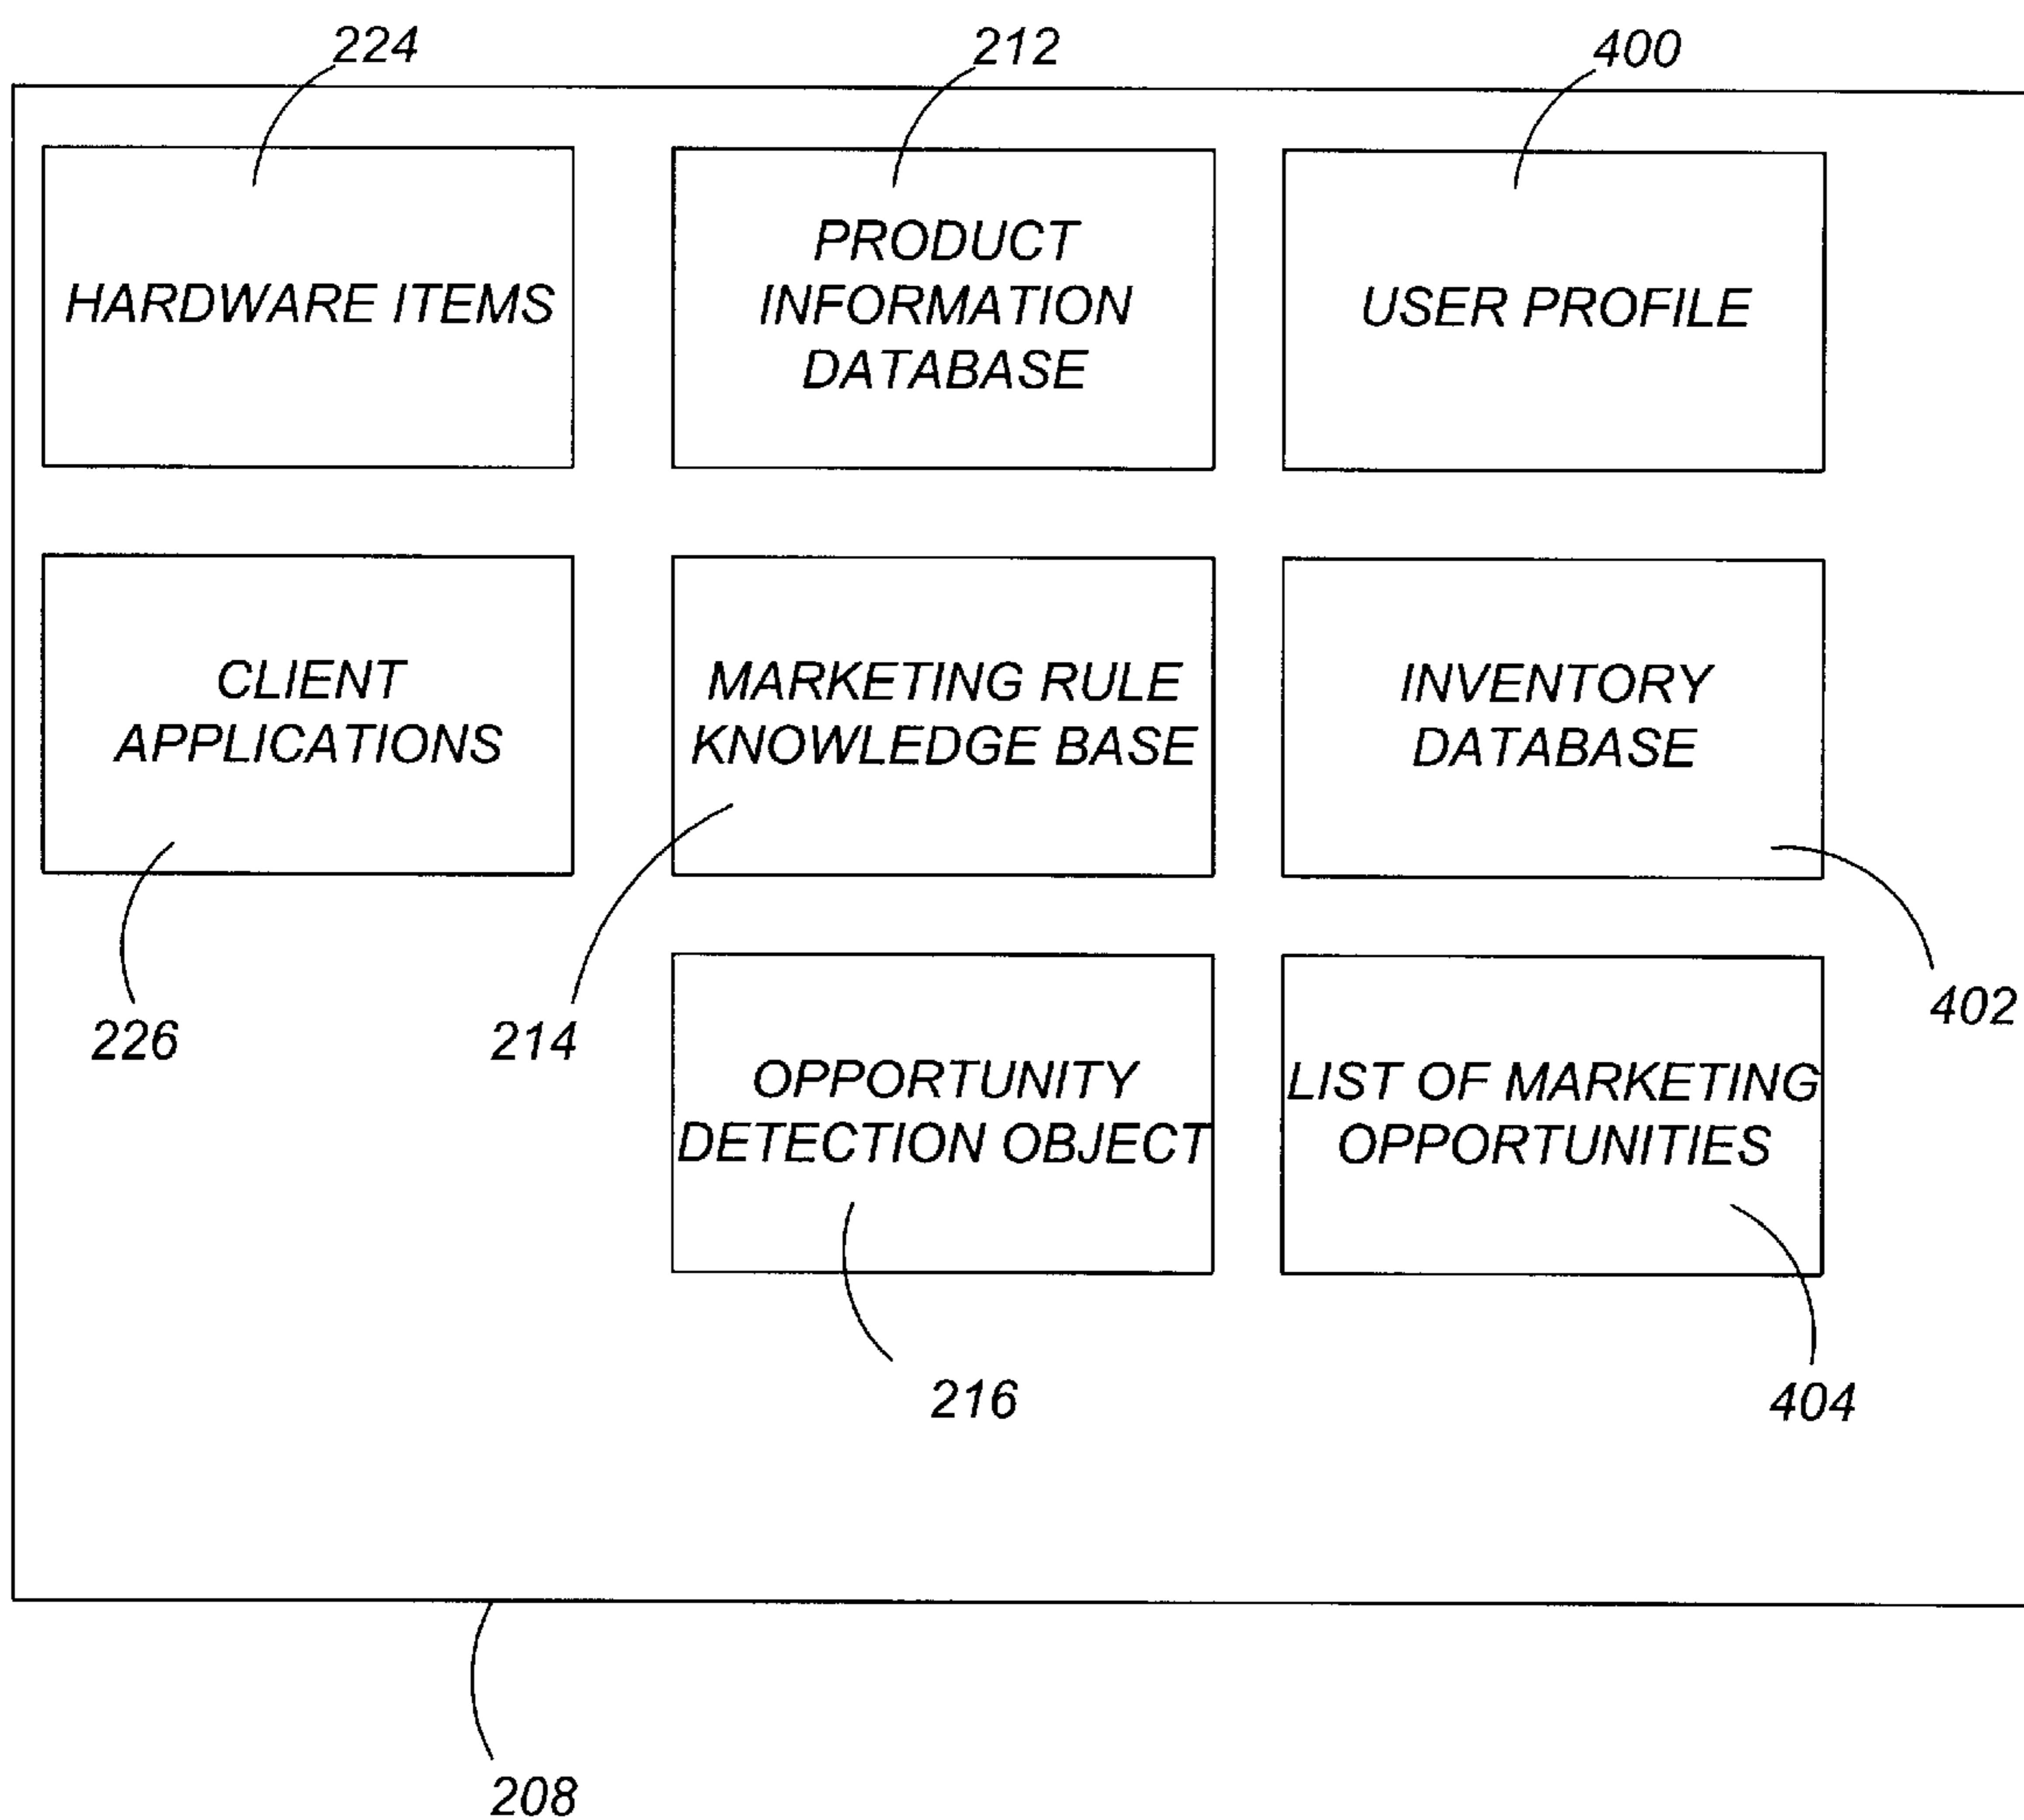 224
212
400
HARDWARE ITEMS
PRODUCT
INFORMATION
DATABASE
USER PROFILE
CLIENT
APPLICATIONS
MARKETING RULE
KNOWLEDGE BASE
INVENTORY
DATABASE
226
214
402
OPPORTUNITY
DETECTION OBJECT
LIST OF MARKETING
OPPORTUNITIES
216
404
208